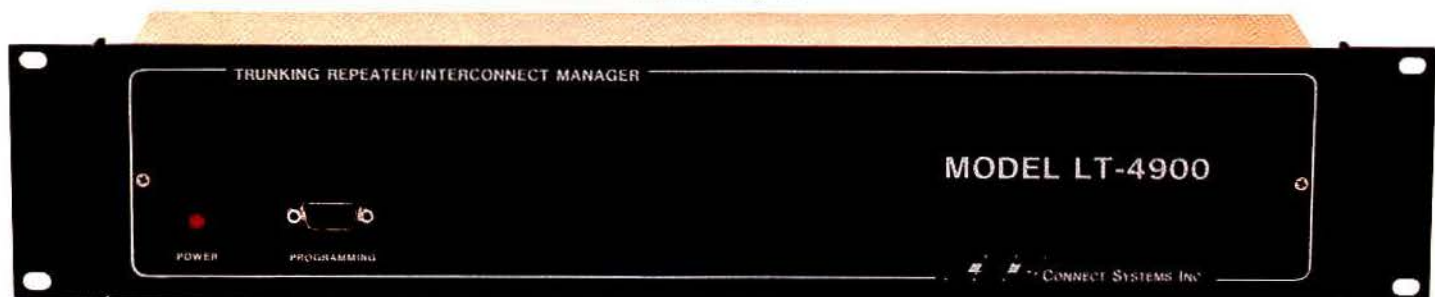 TRUNKING REPEATER/INTERCONNECT MANAGER
MODEL LT-4900
POWER
PROGRAMMING
CONNECT SYSTEMS INC